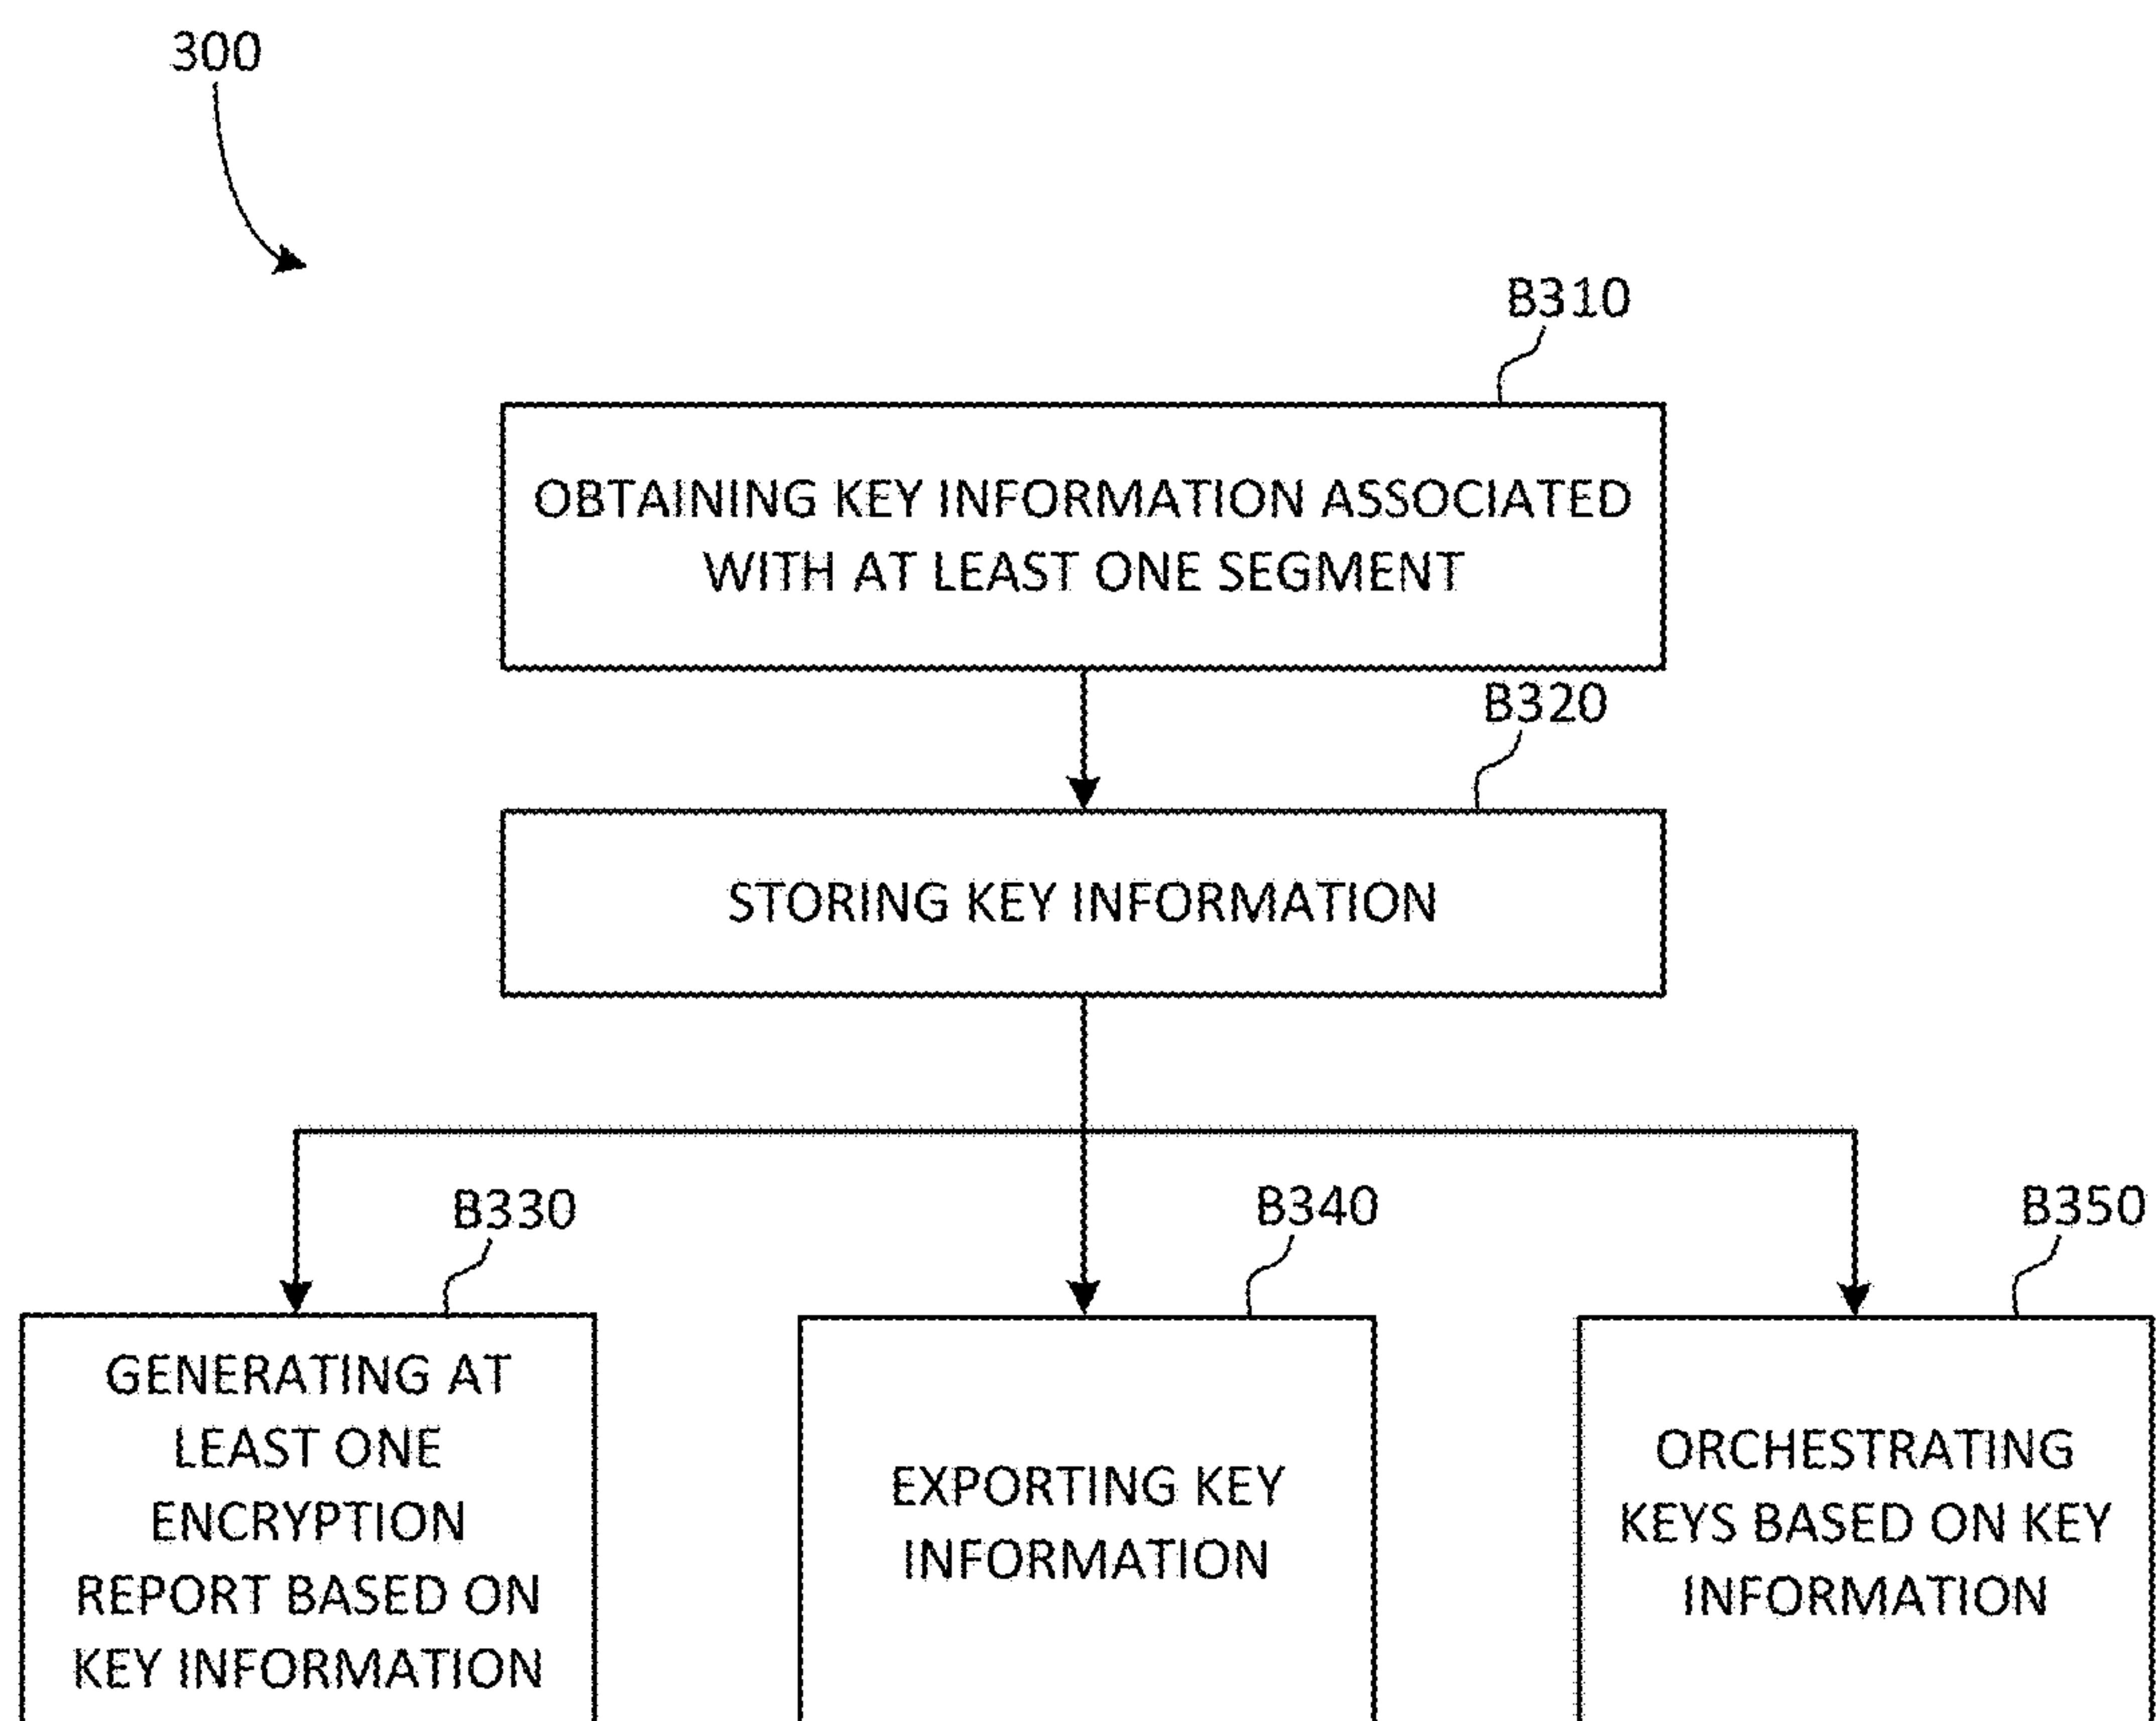 300
B310
OBTAINING KEY INFORMATION ASSOCIATED
WITH AT LEAST ONE SEGMENT
B320
STORING KEY INFORMATION
B330
GENERATING AT
LEAST ONE
ENCRYPTION
REPORT BASED ON
KEY INFORMATION
B340
EXPORTING KEY
INFORMATION
B350
ORCHESTRATING
KEYS BASED ON KEY
INFORMATION